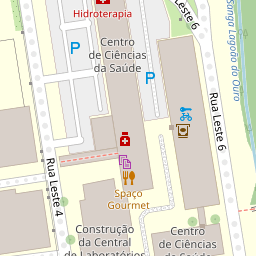 Hidroterapia
P
Centro
de Ciências
da Saúde
P
Rua Leste 6
Sanga Lagoão do Ouro
Rua Leste 6
Rua Leste 4
Spaço
Gourmet
Construção
da Central
de Laboratórios
Centro
de Ciências
da Saúde